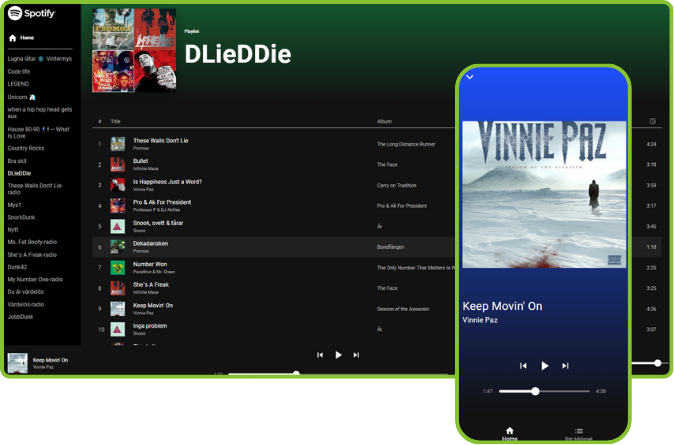 Spotify
Home
Lugna låtar ❄ Vintermys
Code life
LEGEND
Unicorn 🦄
when a hip hop head gets
aux
House 80-90 🕺🕺 – What
Is Love
Country Rocks
Bra skit
DLieDDie
These Walls Don't Lie-
radio
Mys1
SnorkDunk
Nytt
Ms. Fat Booty-radio
She's A Freak-radio
Dunk42
My Number One-radio
Du är värdelös
Värdelös-radio
JobbDunk
Playlist
DLieDDie
# Title Album
1 These Walls Don't Lie
Promoe
The Long Distance Runner 4:24
2 Bullet
Infinite Mass
The Face 3:18
3 Is Happiness Just a Word?
Vinnie Paz
Carry on Tradition 3:59
4 Pro & Ak For President
Professor P & DJ Akilles
Pro & Ak For President 3:17
5 Snook, svett & tårar
Snook
Är 3:45
6 Dekadansken
Promoe
Bondfångeri 1:18
7 Number Won
PaceWon & Mr. Green
The Only Number That Matters Is W 2:25
8 She's A Freak
Infinite Mass
The Face 3:25
9 Keep Movin' On
Vinnie Paz
Season of the Assassin 4:26
10 Inga problem
Snook
Är 3:07
Keep Movin' On
Vinnie Paz
VINNIE PAZ
SEASON OF THE ASSASSIN
Keep Movin' On
Vinnie Paz
1:47 4:26
Home